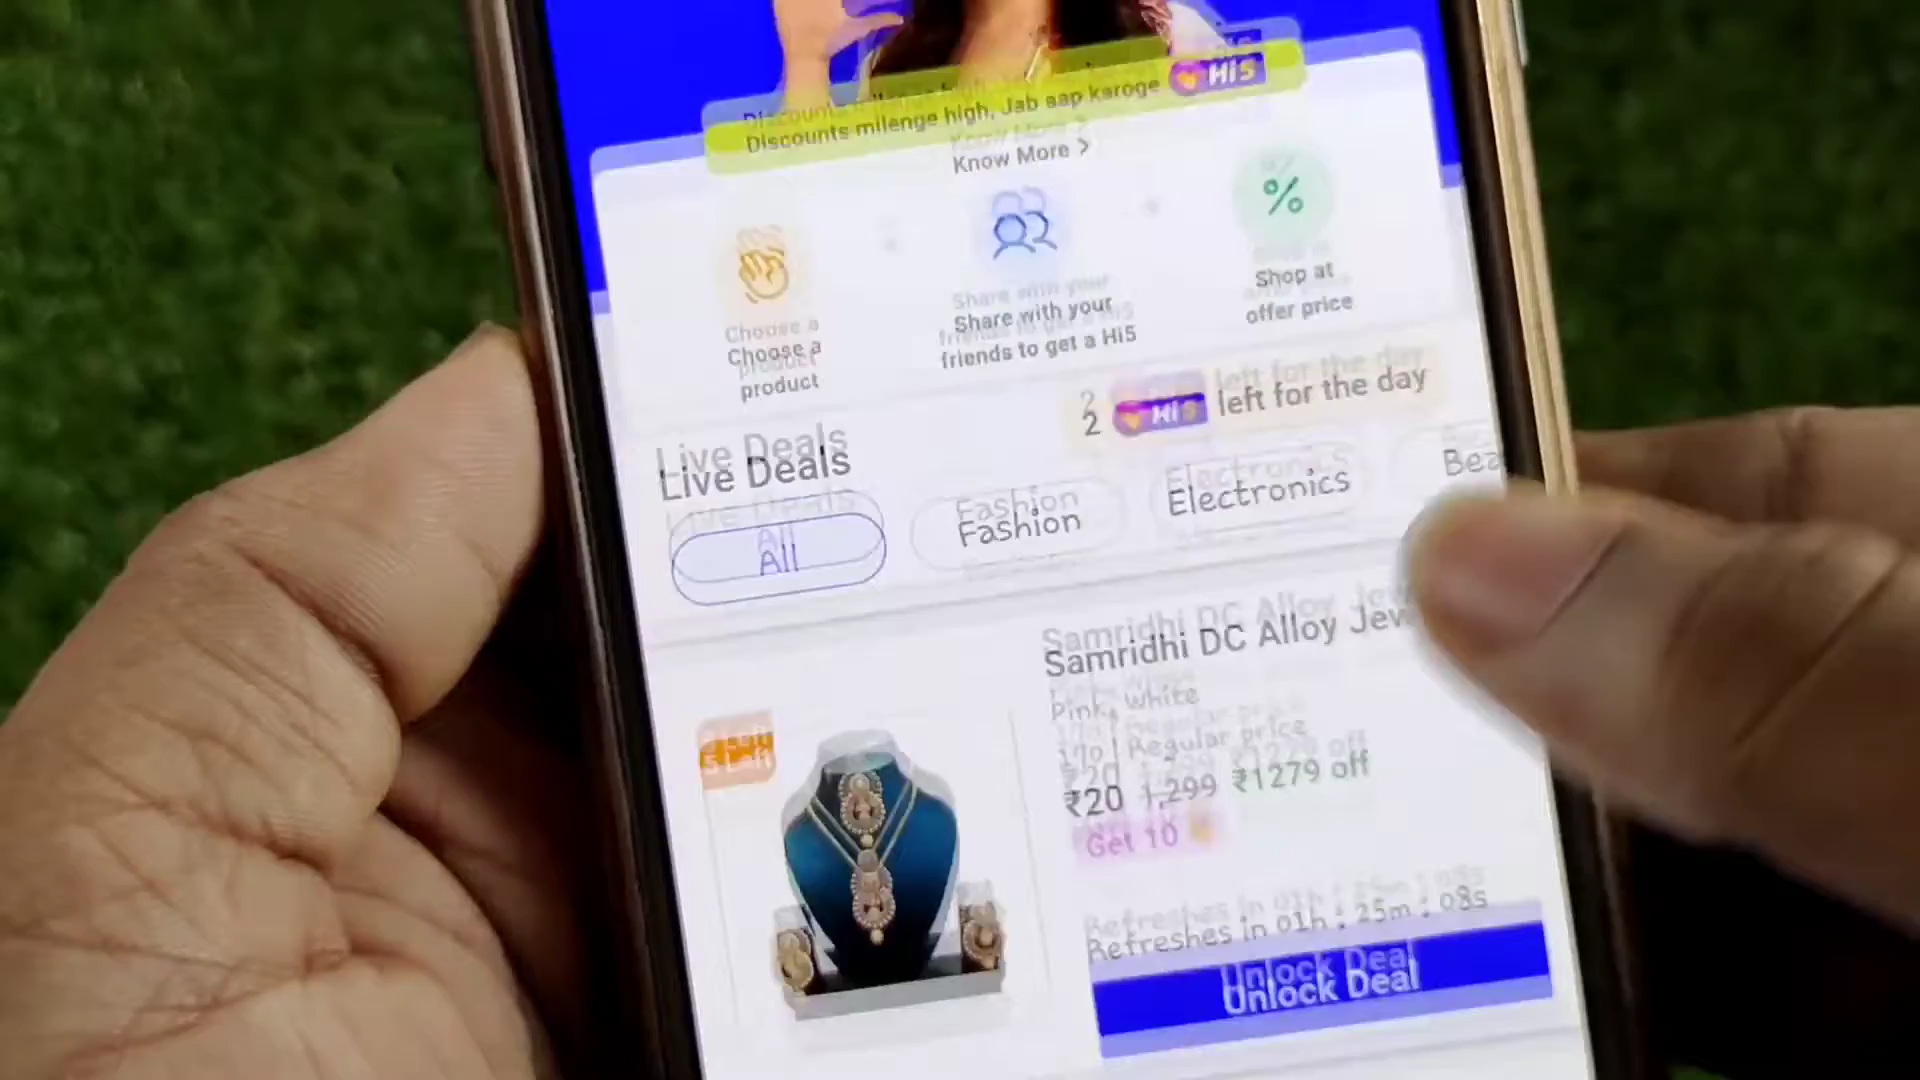 Discounts milenge high, Jab aap karoge Hi5
Know More >
Choose a
product
Share with your
friends to get a Hi5
%
Shop at
offer price
Live Deals
2 Hi5 left for the day
All
Fashion
Electronics
Bea
Samridhi DC Alloy Jew
Pink, White
Regular price
₹20 1,299 ₹1279 off
Get 10
5 Left
Refreshes in 01h : 25m : 08s
Unlock Deal